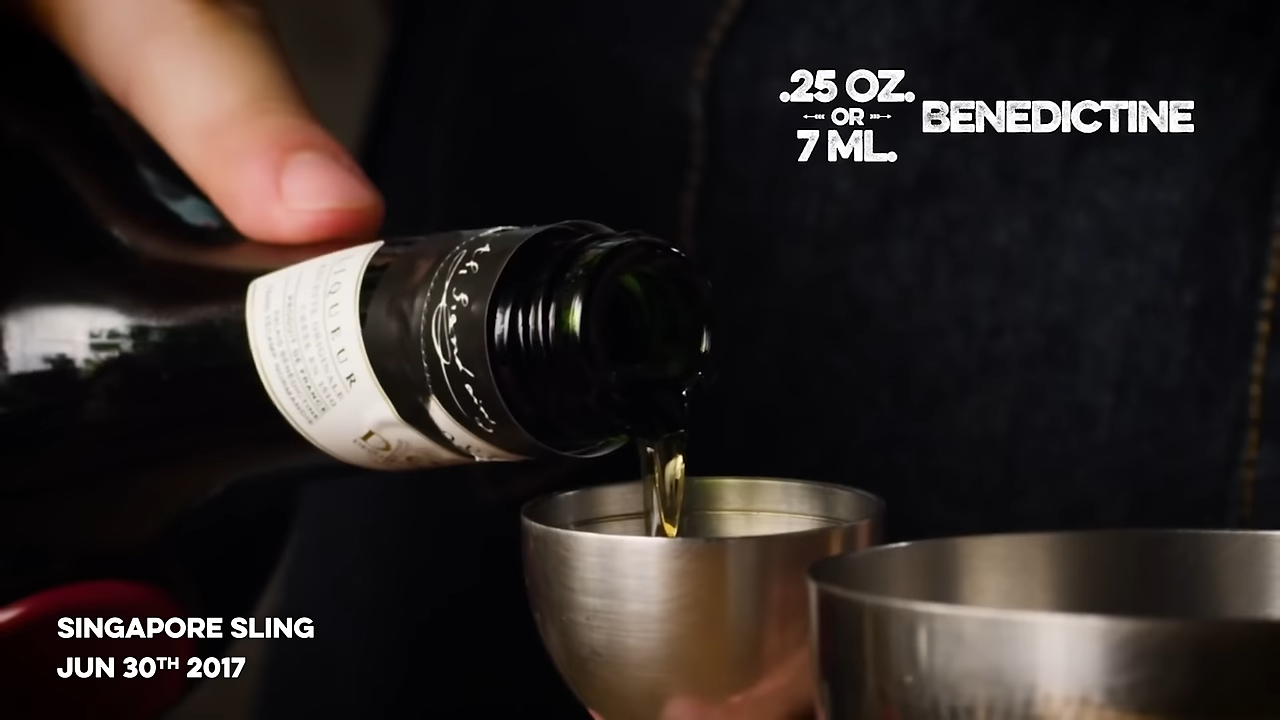 .25 OZ.
OR
7 ML.
BENEDICTINE
LIQUEUR
SINGAPORE SLING
JUN 30TH 2017